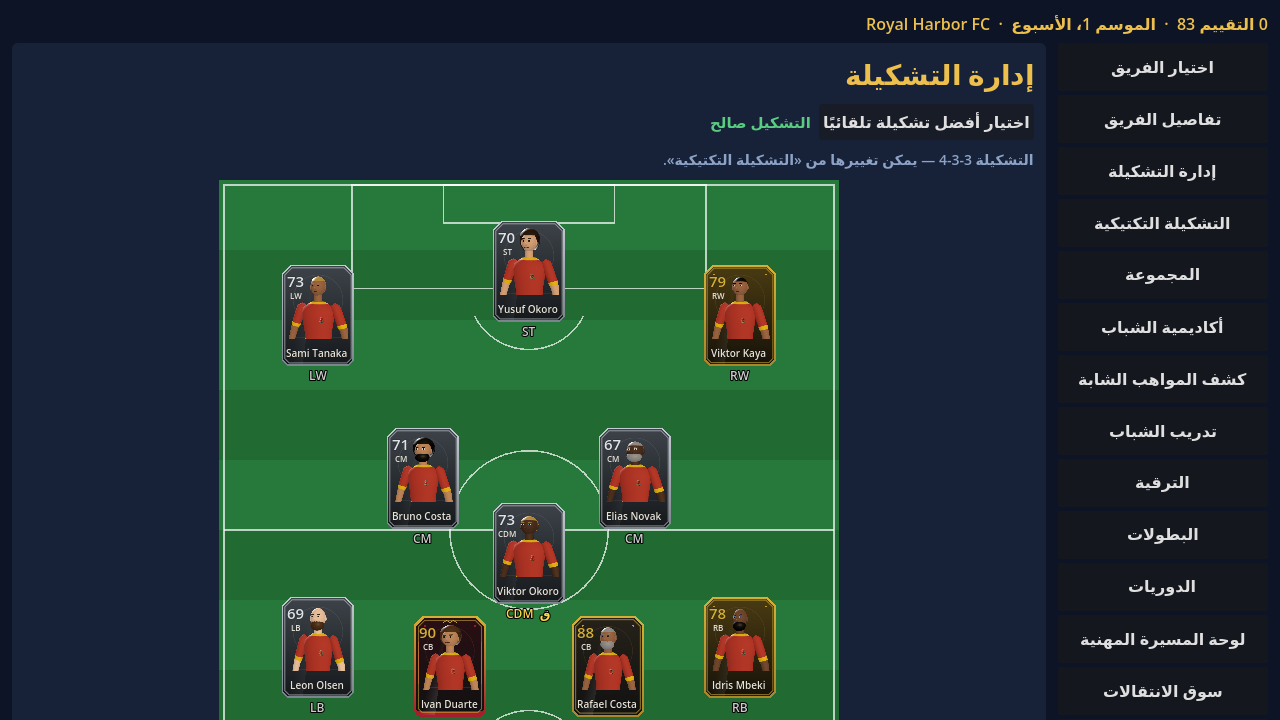 Royal Harbor FC · الموسم 1، الأسبوع 0 التقييم 83
اختيار الفريق
تفاصيل الفريق
إدارة التشكيلة
التشكيلة التكتيكية
المجموعة
أكاديمية الشباب
كشف المواهب الشابة
تدريب الشباب
الترقية
البطولات
الدوريات
لوحة المسيرة المهنية
سوق الانتقالات
إدارة التشكيلة
اختيار أفضل تشكيلة تلقائيًا
التشكيل صالح
التشكيلة 3-3-4 — يمكن تغييرها من «التشكيلة التكتيكية».
70
ST
Yusuf Okoro
ST
73
LW
Sami Tanaka
LW
79
RW
Viktor Kaya
RW
71
CM
Bruno Costa
CM
67
CM
Elias Novak
CM
73
CDM
Viktor Okoro
CDM ق
69
LB
Leon Olsen
LB
90
CB
Ivan Duarte
88
CB
Rafael Costa
78
RB
Idris Mbeki
RB